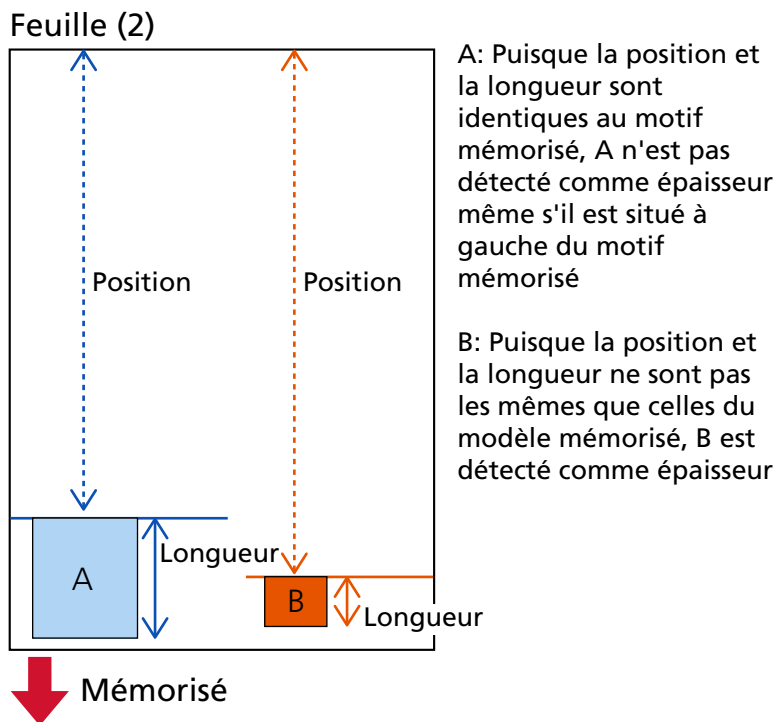 Feuille (2)
A: Puisque la position et
la longueur sont
identiques au motif
mémorisé, A n'est pas
détecté comme épaisseur
même s'il est situé à
gauche du motif
mémorisé
Position
Position
B: Puisque la position et
la longueur ne sont pas
les mêmes que celles du
modèle mémorisé, B est
détecté comme épaisseur
Longueur
A
B
Longueur
Mémorisé